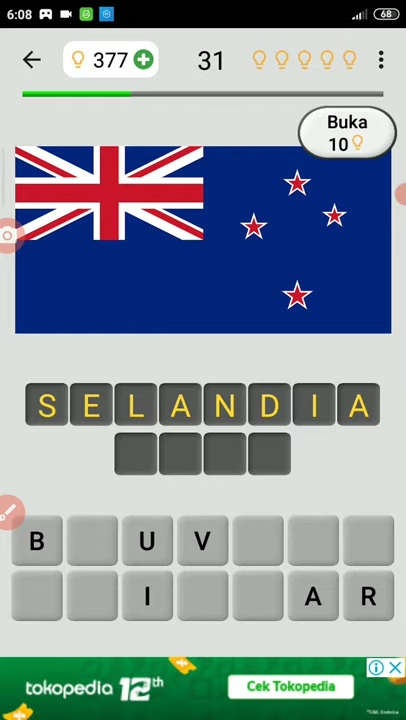 6:08 68
377 31
Buka
10
SELANDIA
B U V
I A R
tokopedia 12th Cek Tokopedia